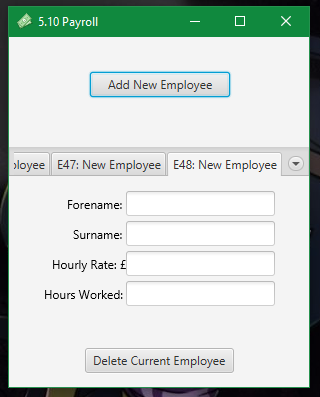 5.10 Payroll
Add New Employee
ployee E47: New Employee E48: New Employee
Forename:
Surname:
Hourly Rate: £
Hours Worked:
Delete Current Employee